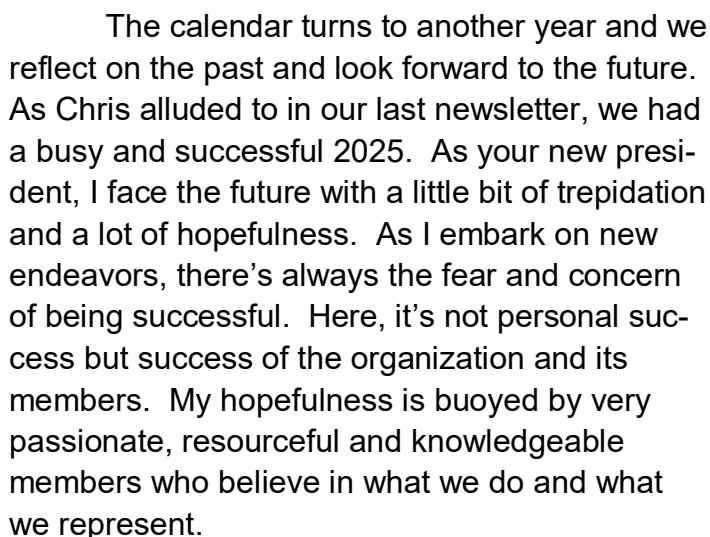 The calendar turns to another year and we
reflect on the past and look forward to the future.
As Chris alluded to in our last newsletter, we had
a busy and successful 2025.  As your new presi-
dent, I face the future with a little bit of trepidation
and a lot of hopefulness.  As I embark on new
endeavors, there’s always the fear and concern
of being successful.  Here, it’s not personal suc-
cess but success of the organization and its
members.  My hopefulness is buoyed by very
passionate, resourceful and knowledgeable
members who believe in what we do and what
we represent.